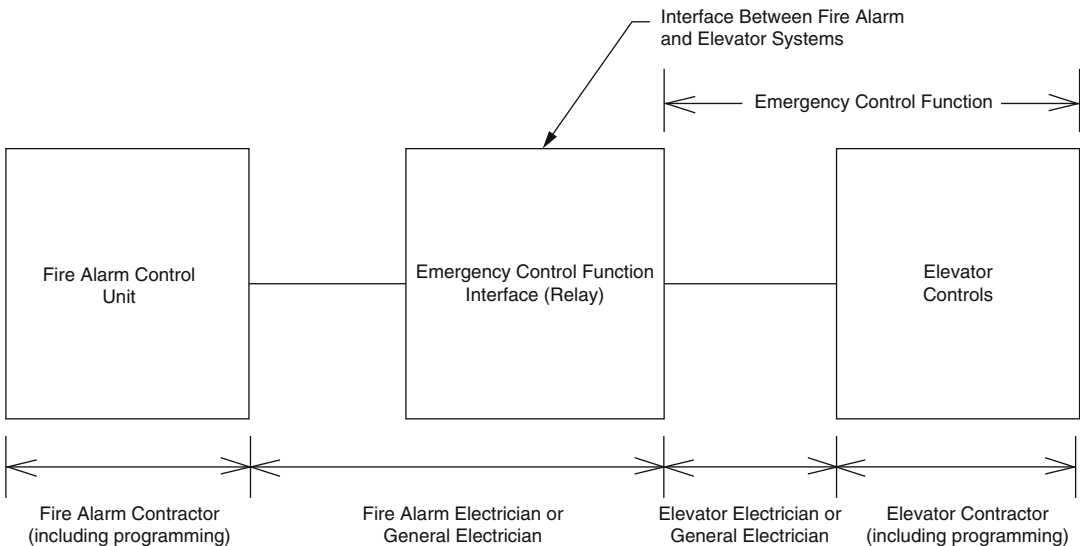 Interface Between Fire Alarm
and Elevator Systems
Emergency Control Function
Fire Alarm Control
Unit
Emergency Control Function
Interface (Relay)
Elevator
Controls
Fire Alarm Contractor
(including programming)
Fire Alarm Electrician or
General Electrician
Elevator Electrician or
General Electrician
Elevator Contractor
(including programming)